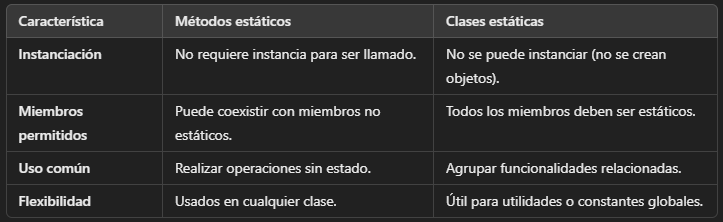 Característica Métodos estáticos Clases estáticas
Instanciación No requiere instancia para ser llamado. No se puede instanciar (no se crean
objetos).
Miembros Puede coexistir con miembros no Todos los miembros deben ser estáticos.
permitidos estáticos.
Uso común Realizar operaciones sin estado. Agrupar funcionalidades relacionadas.
Flexibilidad Usados en cualquier clase. Útil para utilidades o constantes globales.